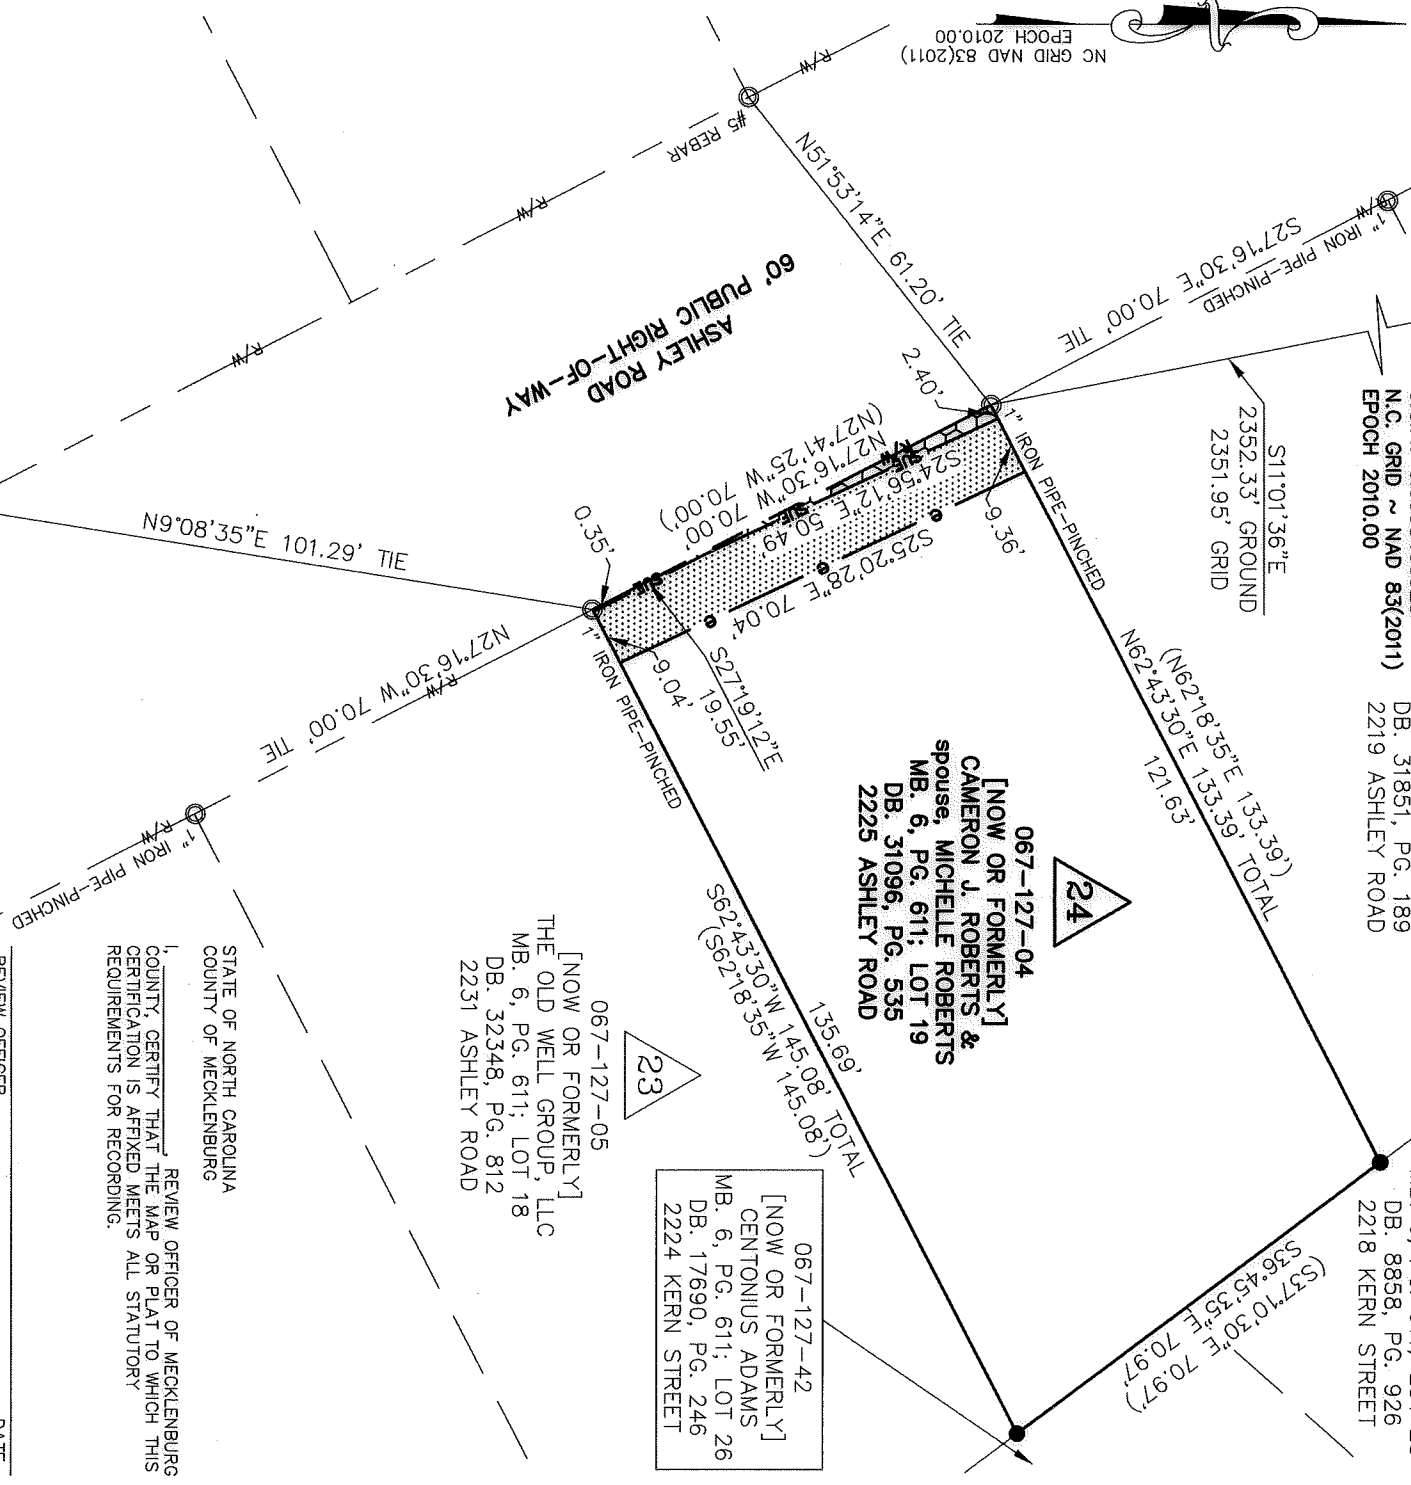 NC GRID NAD 83(2011)
EPOCH 2010.00
R/W
#5 REBAR
R/W
R/W
N51°53'14"E 61.20' TIE
R/W
1" IRON PIPE-PINCHED
S27°16'30"E 70.00' TIE
S11°01'36"E
2352.33' GROUND
2351.95' GRID
N.C. GRID ~ NAD 83(2011)
EPOCH 2010.00
DB. 31851, PG. 189
2219 ASHLEY ROAD
ASHLEY ROAD
60' PUBLIC RIGHT-OF-WAY
2.40'
1" IRON PIPE-PINCHED
9.36'
R/W
SUE
SUE
SUE
S24°56'12"E 50.49'
N27°16'30"W 70.00'
(N27°41'25"W 70.00')
e
e
e
S25°20'28"E 70.04'
0.35'
1" IRON PIPE-PINCHED
9.04'
S27°19'12"E
19.55'
N9°08'35"E 101.29' TIE
N27°16'30"W 70.00' TIE
R/W
R/W
1" IRON PIPE-PINCHED
(N62°18'35"E 133.39')
N62°43'30"E 133.39' TOTAL
121.63'
24
067-127-04
[NOW OR FORMERLY]
CAMERON J. ROBERTS &
spouse, MICHELLE ROBERTS
MB. 6, PG. 611; LOT 19
DB. 31096, PG. 535
2225 ASHLEY ROAD
135.69'
S62°43'30"W 145.08' TOTAL
(S62°18'35"W 145.08')
23
067-127-05
[NOW OR FORMERLY]
THE OLD WELL GROUP, LLC
MB. 6, PG. 611; LOT 18
DB. 32348, PG. 812
2231 ASHLEY ROAD
DB. 8858, PG. 926
2218 KERN STREET
(S37°10'30"E 70.97')
S36°45'35"E 70.97'
067-127-42
[NOW OR FORMERLY]
CENTONIUS ADAMS
MB. 6, PG. 611; LOT 26
DB. 17690, PG. 246
2224 KERN STREET
STATE OF NORTH CAROLINA
COUNTY OF MECKLENBURG
I, ____________, REVIEW OFFICER OF MECKLENBURG
COUNTY, CERTIFY THAT THE MAP OR PLAT TO WHICH THIS
CERTIFICATION IS AFFIXED MEETS ALL STATUTORY
REQUIREMENTS FOR RECORDING.
REVIEW OFFICER DATE